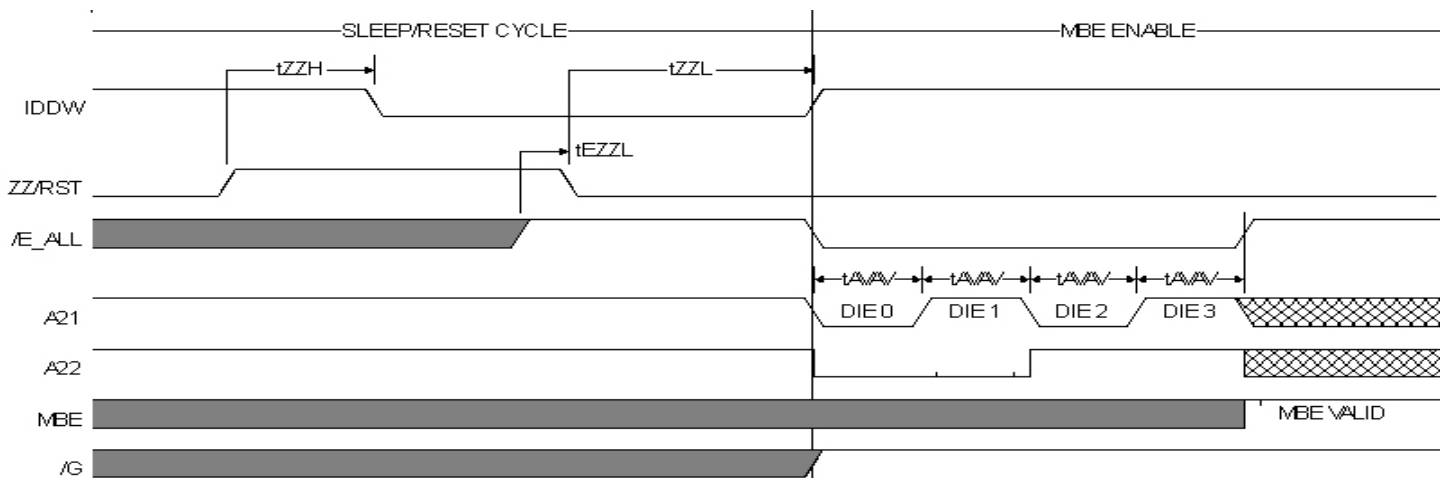 SLEEP/RESET CYCLE MBE ENABLE
tZZH tZZL
IDDW
tEZZL
ZZ/RST
/E_ALL
tAVAV tAVAV tAVAV tAVAV
A21 DIE 0 DIE 1 DIE 2 DIE 3
A22
MBE MBE VALID
/G